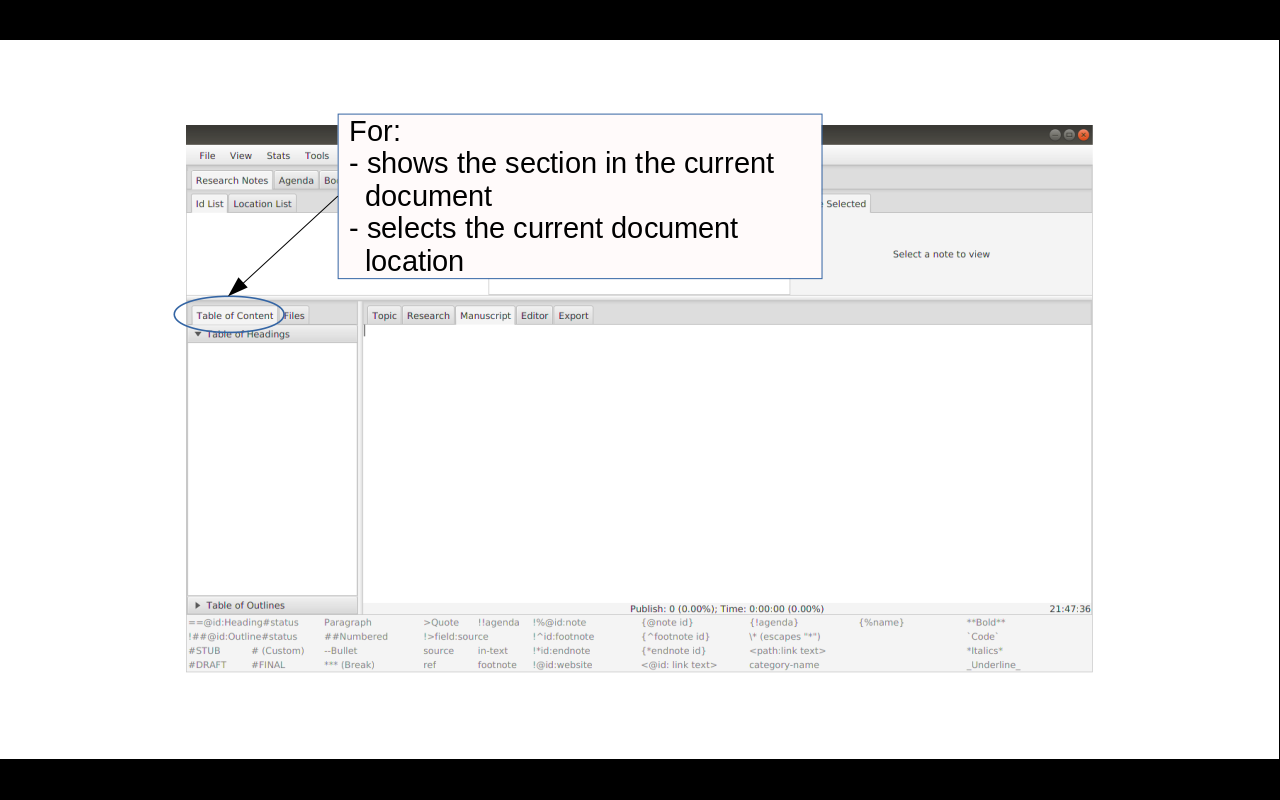 For:
- shows the section in the current
document
- selects the current document
location
File View Stats Tools
Research Notes Agenda
Id List Location List Selected
Select a note to view
Table of Content Files
Topic Research Manuscript Editor Export
Table of Headings
Table of Outlines
Publish: 0 (0.00%); Time: 0:00:00 (0.00%) 21:47:36
==@id:Heading#status Paragraph >Quote !!agenda !%@id:note {@note id} {!agenda} {%name} **Bold**
!##@id:Outline#status ##Numbered !>field:source !^id:footnote {^footnote id} \* (escapes "*") `Code`
#STUB # (Custom) --Bullet source in-text !*id:endnote {*endnote id} <path:link text> *Italics*
#DRAFT #FINAL *** (Break) ref footnote !@id:website <@id: link text> category-name _Underline_